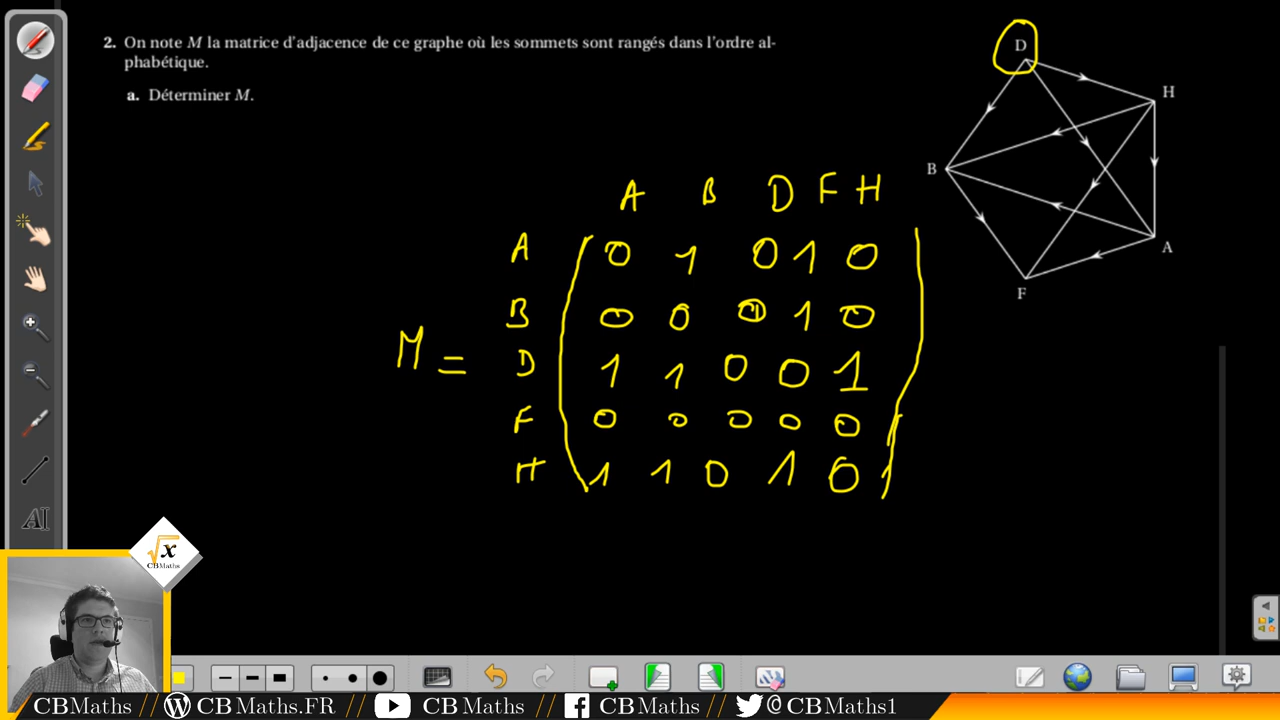 2. On note M la matrice d'adjacence de ce graphe où les sommets sont rangés dans l'ordre al-
phabétique.
a. Déterminer M.
D
H
B
A
F
A B D F H
A 0 1 0 1 0
B 0 0 0 1 0
M = D 1 1 0 0 1
F 0 0 0 0 0
H 1 1 0 1 0
AI
√x
CBMaths
CBMaths CBMaths.FR CBMaths CBMaths @CBMaths1